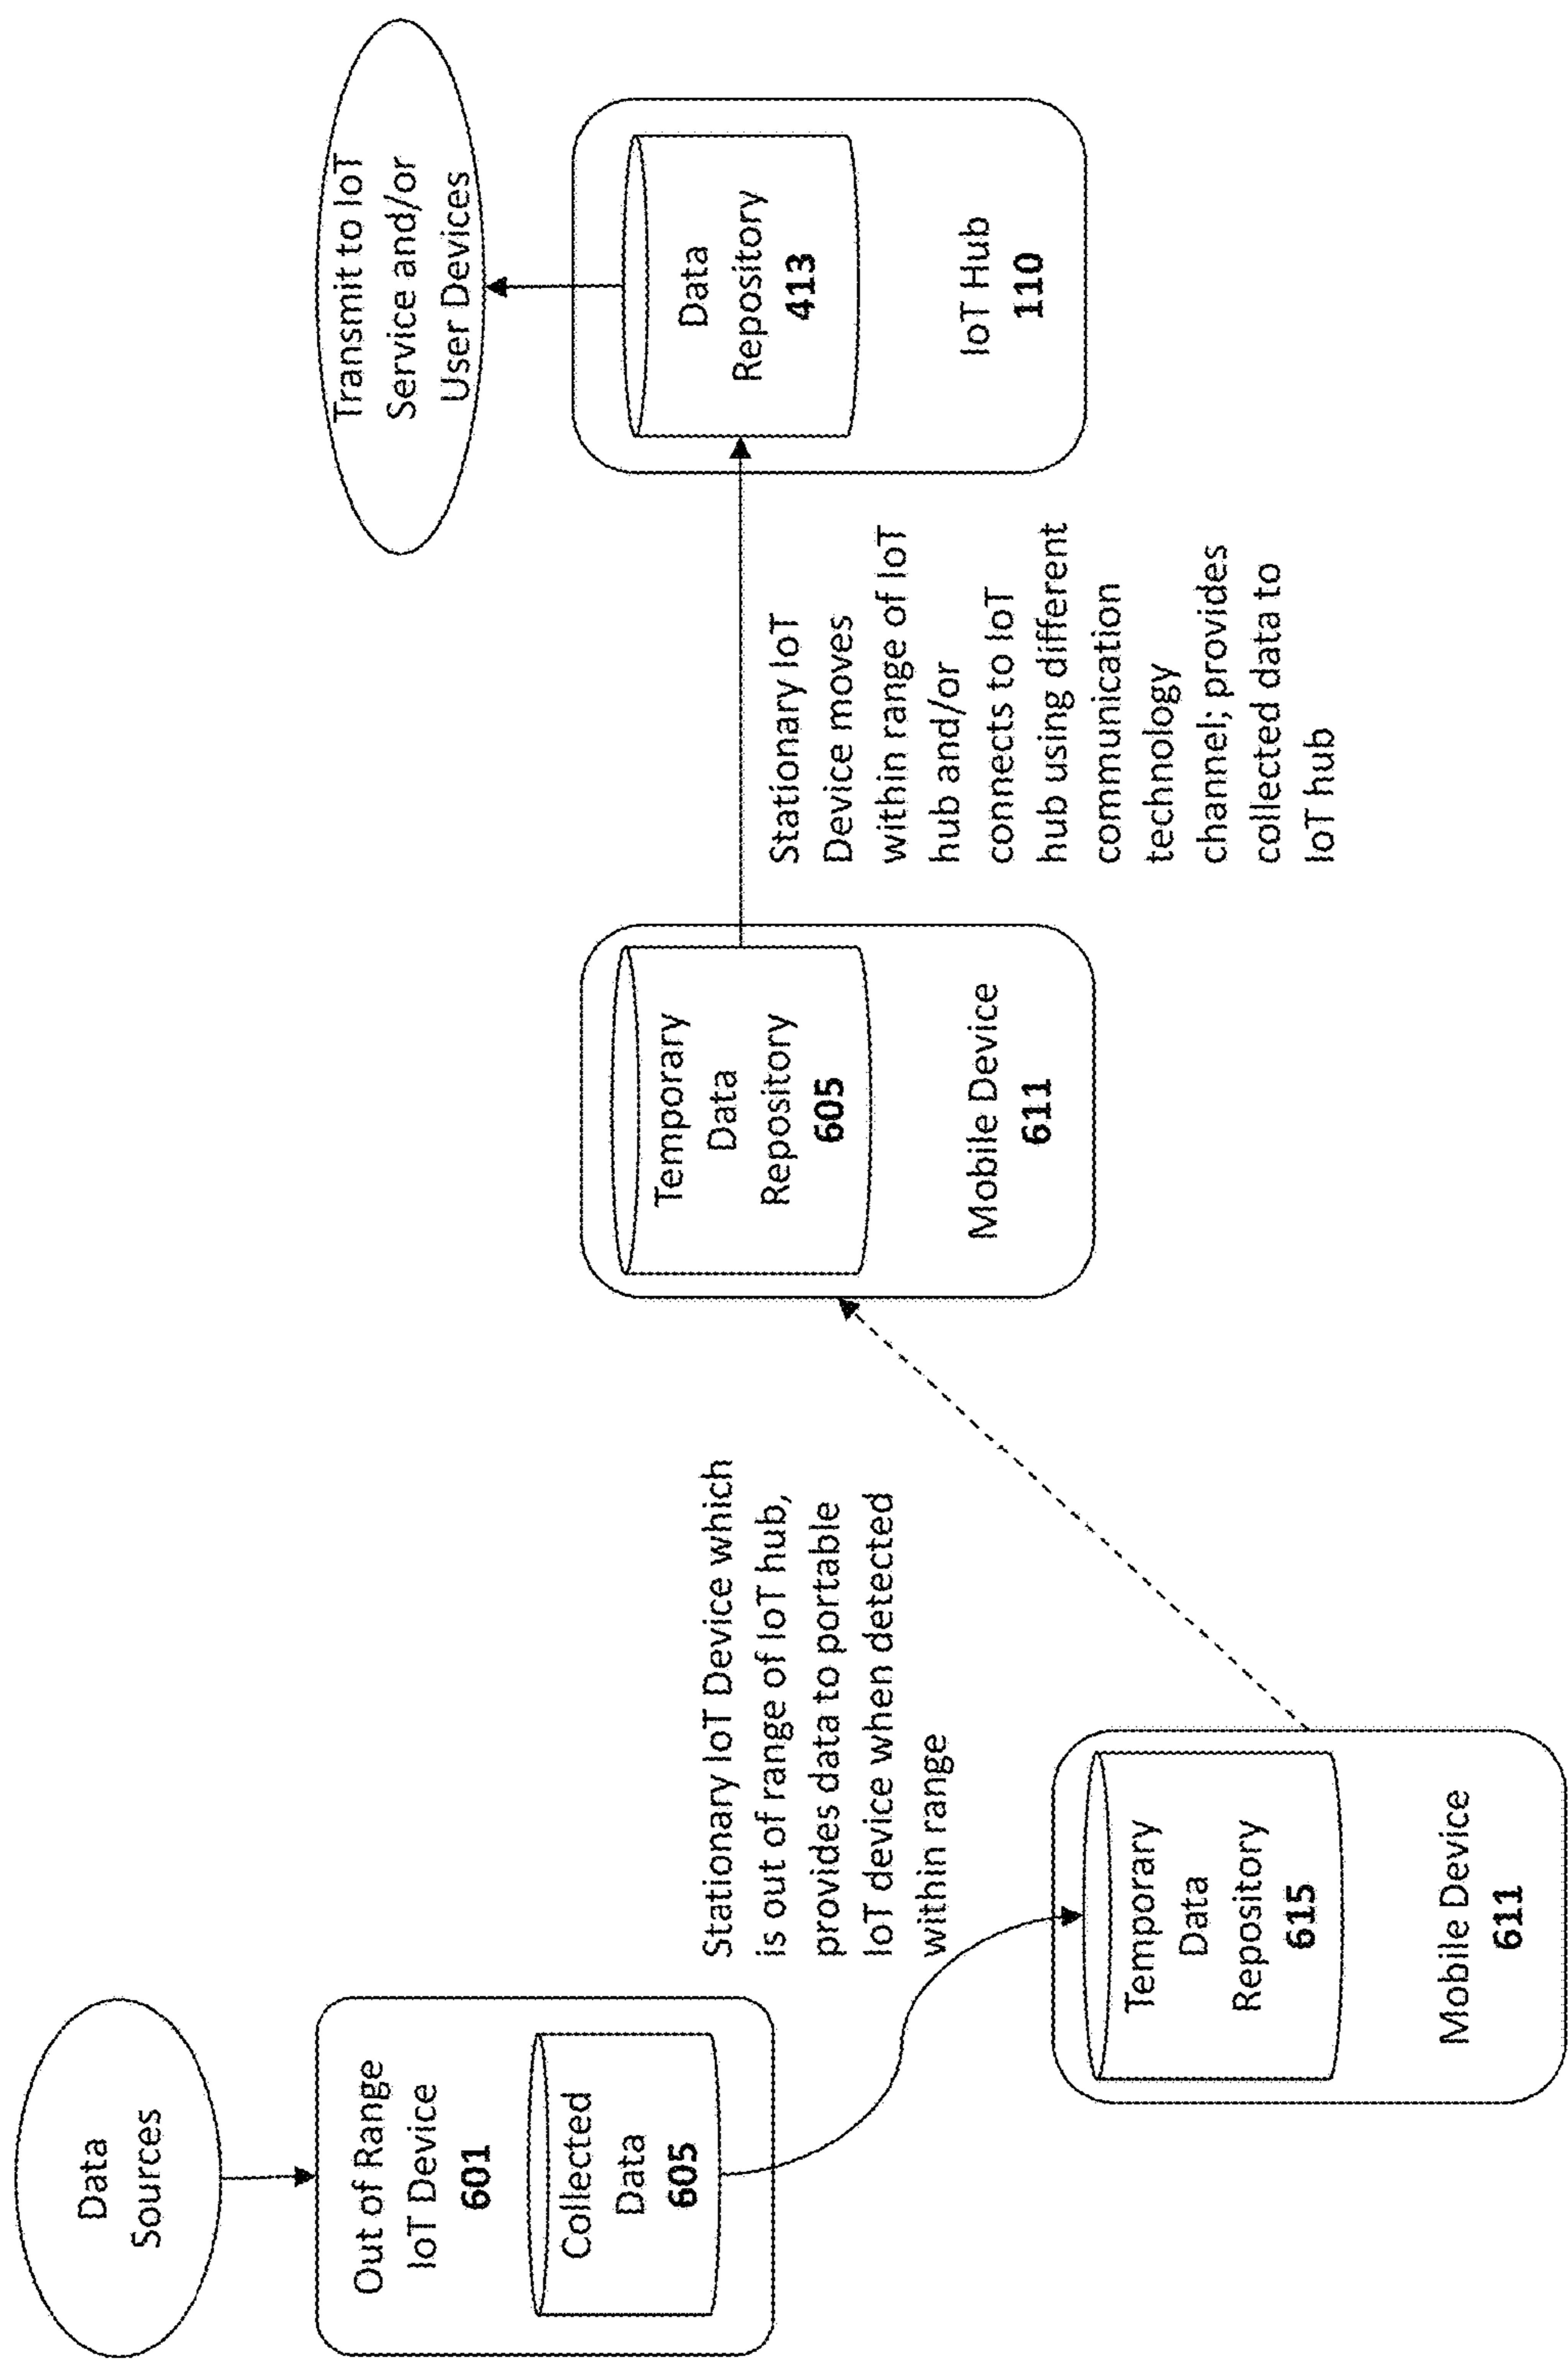 Data
Sources
Out of Range
IoT Device
601
Collected
Data
605
Stationary IoT Device which
is out of range of IoT hub,
provides data to portable
IoT device when detected
within range
Temporary
Data
Repository
615
Mobile Device
611
Temporary
Data
Repository
605
Mobile Device
611
Stationary IoT
Device moves
within range of IoT
hub and/or
connects to IoT
hub using different
communication
technology
channel; provides
collected data to
IoT hub
Transmit to IoT
Service and/or
User Devices
Data
Repository
413
IoT Hub
110